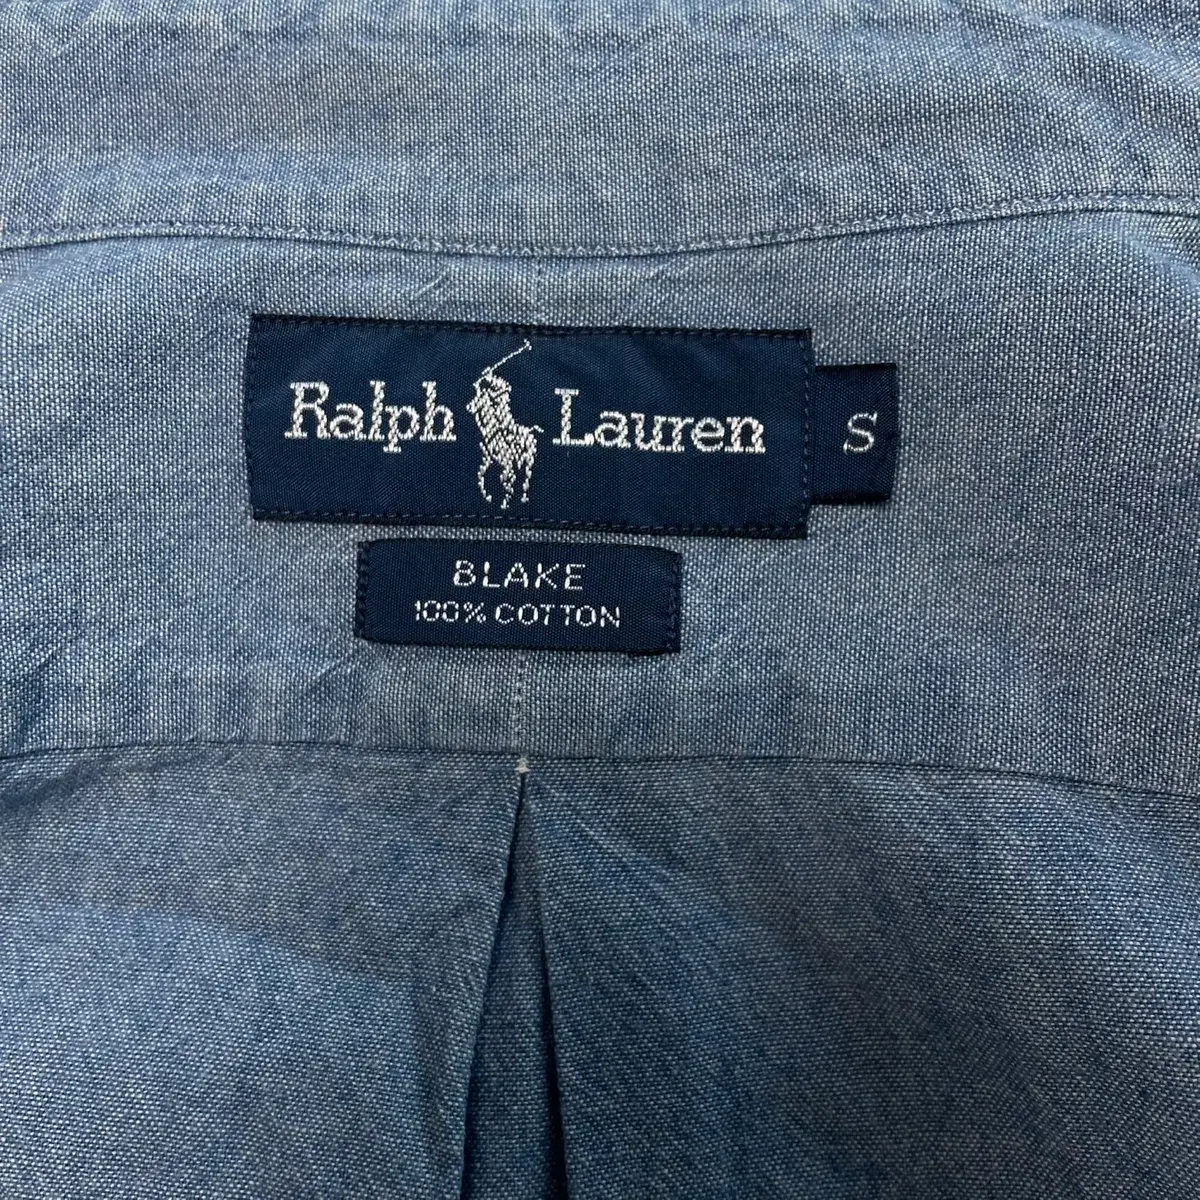 Ralph Lauren
S
BLAKE
100% COTTON